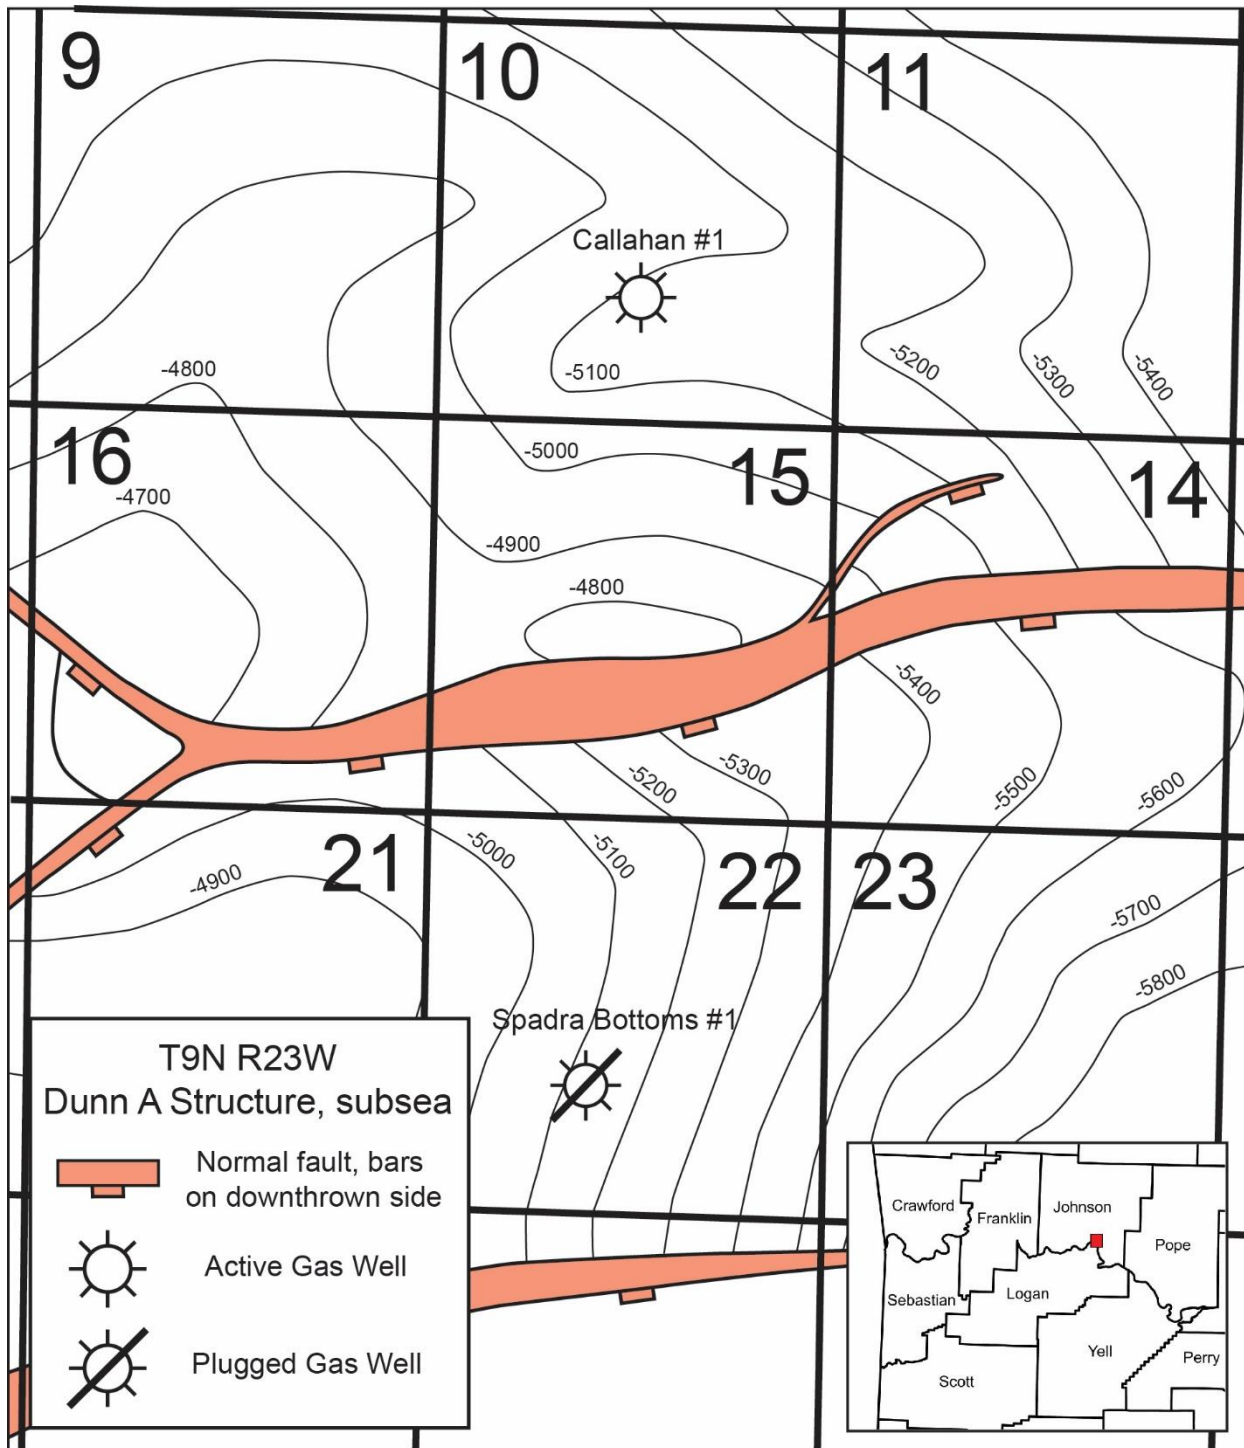 9
10
11
Callahan #1
-5100
-5200
-5300
-5400
-4800
16
-4700
-5000
15
14
-4900
-4800
-5400
-5300
-5200
-5500
-5600
21
-5000
-5100
22
23
-4900
-5700
-5800
Spadra Bottoms #1
T9N R23W
Dunn A Structure, subsea
Normal fault, bars
on downthrown side
Active Gas Well
Plugged Gas Well
Crawford
Franklin
Johnson
Pope
Sebastian
Logan
Yell
Perry
Scott